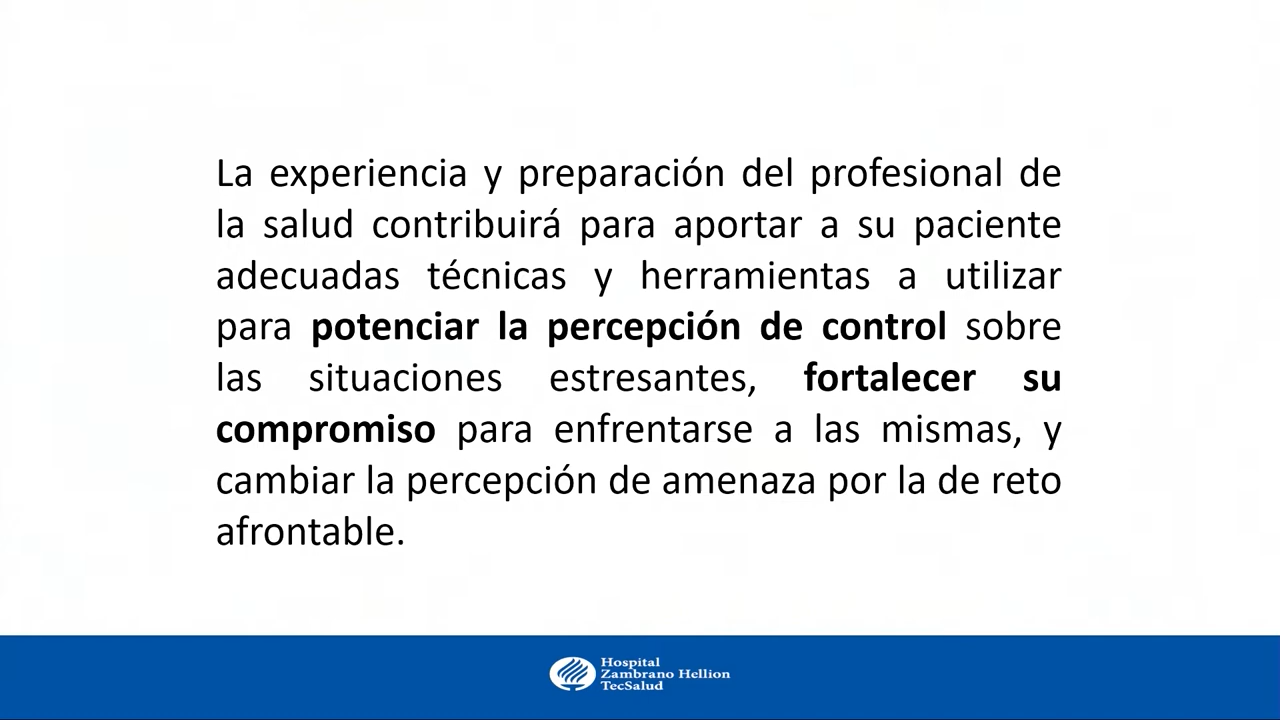 La experiencia y preparación del profesional de
la salud contribuirá para aportar a su paciente
adecuadas técnicas y herramientas a utilizar
para potenciar la percepción de control sobre
las situaciones estresantes, fortalecer su
compromiso para enfrentarse a las mismas, y
cambiar la percepción de amenaza por la de reto
afrontable.
Hospital
Zambrano Hellion
TecSalud